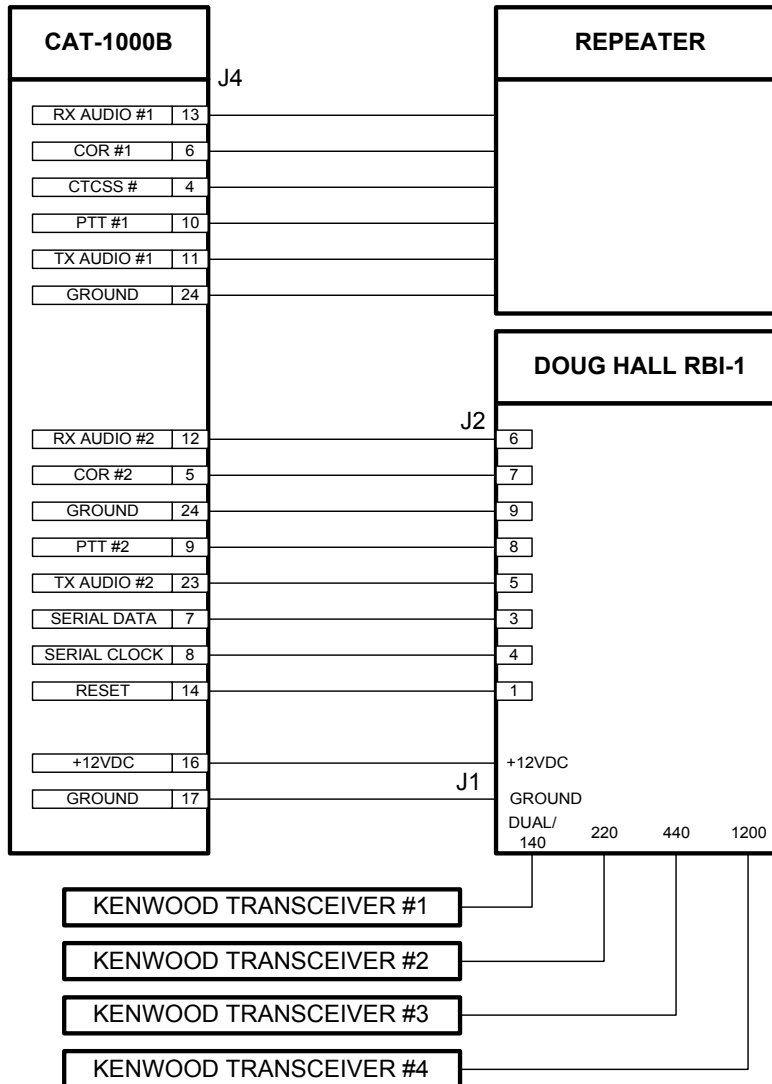 CAT-1000B
REPEATER
J4
RX AUDIO #1 13
COR #1 6
CTCSS # 4
PTT #1 10
TX AUDIO #1 11
GROUND 24
DOUG HALL RBI-1
J2
RX AUDIO #2 12 6
COR #2 5 7
GROUND 24 9
PTT #2 9 8
TX AUDIO #2 23 5
SERIAL DATA 7 3
SERIAL CLOCK 8 4
RESET 14 1
+12VDC 16 +12VDC
J1
GROUND 17 GROUND
DUAL/
140 220 440 1200
KENWOOD TRANSCEIVER #1
KENWOOD TRANSCEIVER #2
KENWOOD TRANSCEIVER #3
KENWOOD TRANSCEIVER #4